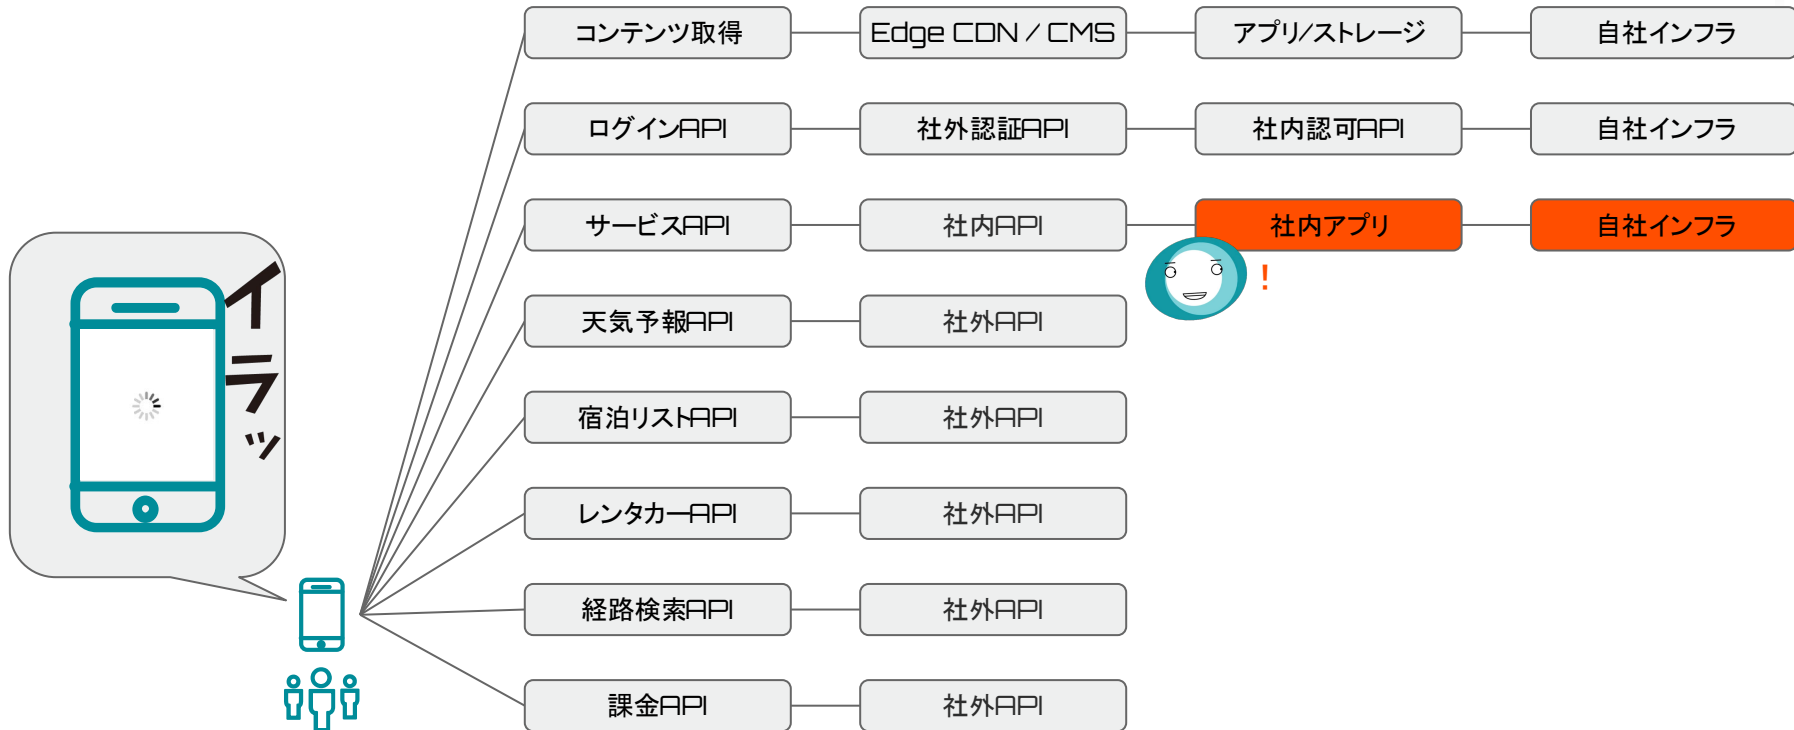 コンテンツ取得
Edge CDN / CMS
アプリ/ストレージ
自社インフラ
ログインAPI
社外認証API
社内認可API
自社インフラ
サービスAPI
社内API
社内アプリ
自社インフラ
!
イラッ
天気予報API
社外API
宿泊リストAPI
社外API
レンタカーAPI
社外API
経路検索API
社外API
課金API
社外API